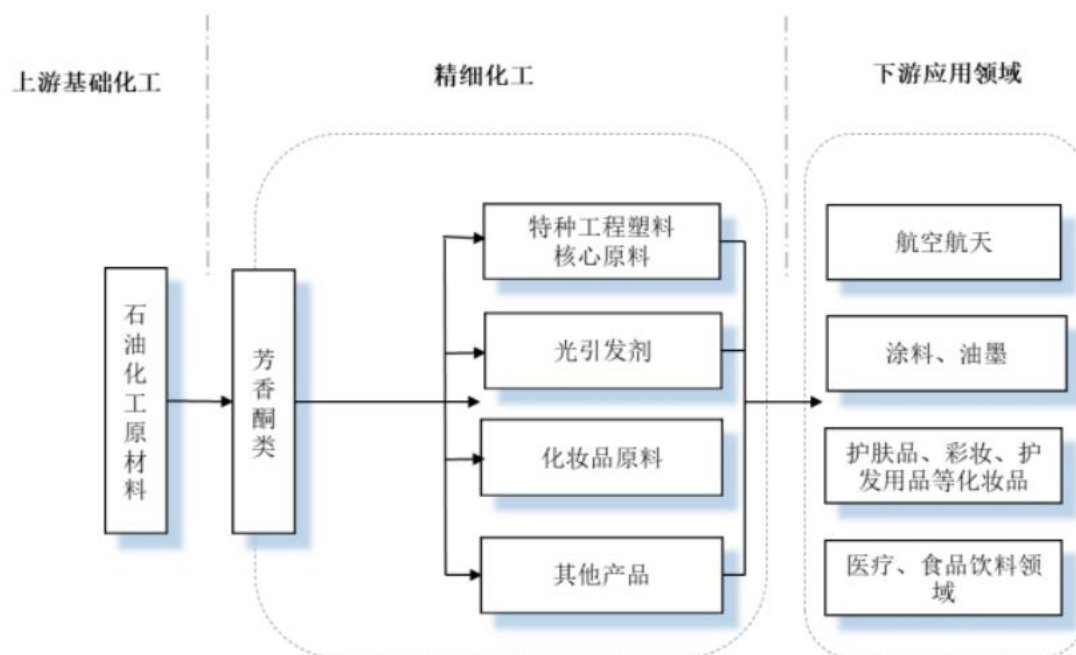 上游基础化工
精细化工
下游应用领域
石油化工原材料
芳香酮类
特种工程塑料
核心原料
光引发剂
化妆品原料
其他产品
航空航天
涂料、油墨
护肤品、彩妆、护
发用品等化妆品
医疗、食品饮料领
域